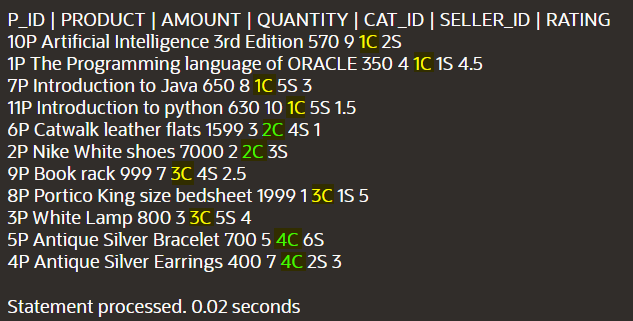 P_ID | PRODUCT | AMOUNT | QUANTITY | CAT_ID | SELLER_ID | RATING
10P Artificial Intelligence 3rd Edition 570 9 1C 2S
1P The Programming language of ORACLE 350 4 1C 1S 4.5
7P Introduction to Java 650 8 1C 5S 3
11P Introduction to python 630 10 1C 5S 1.5
6P Catwalk leather flats 1599 3 2C 4S 1
2P Nike White shoes 7000 2 2C 3S
9P Book rack 999 7 3C 4S 2.5
8P Portico King size bedsheet 1999 1 3C 1S 5
3P White Lamp 800 3 3C 5S 4
5P Antique Silver Bracelet 700 5 4C 6S
4P Antique Silver Earrings 400 7 4C 2S 3
Statement processed. 0.02 seconds